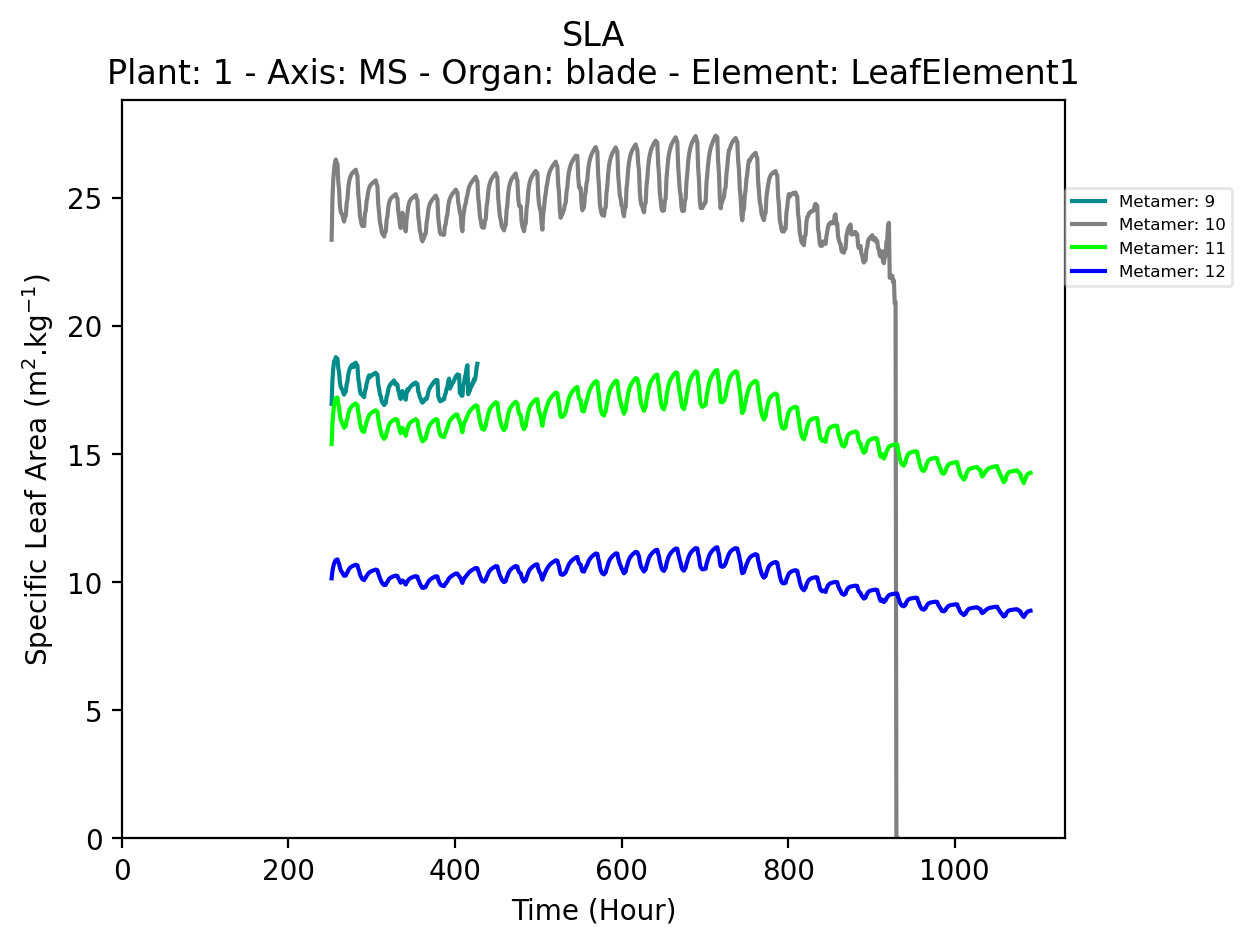 SLA
Plant: 1 - Axis: MS - Organ: blade - Element: LeafElement1
Specific Leaf Area (m².kg⁻¹)
25
20
15
10
5
0
0 200 400 600 800 1000
Time (Hour)
Metamer: 9
Metamer: 10
Metamer: 11
Metamer: 12